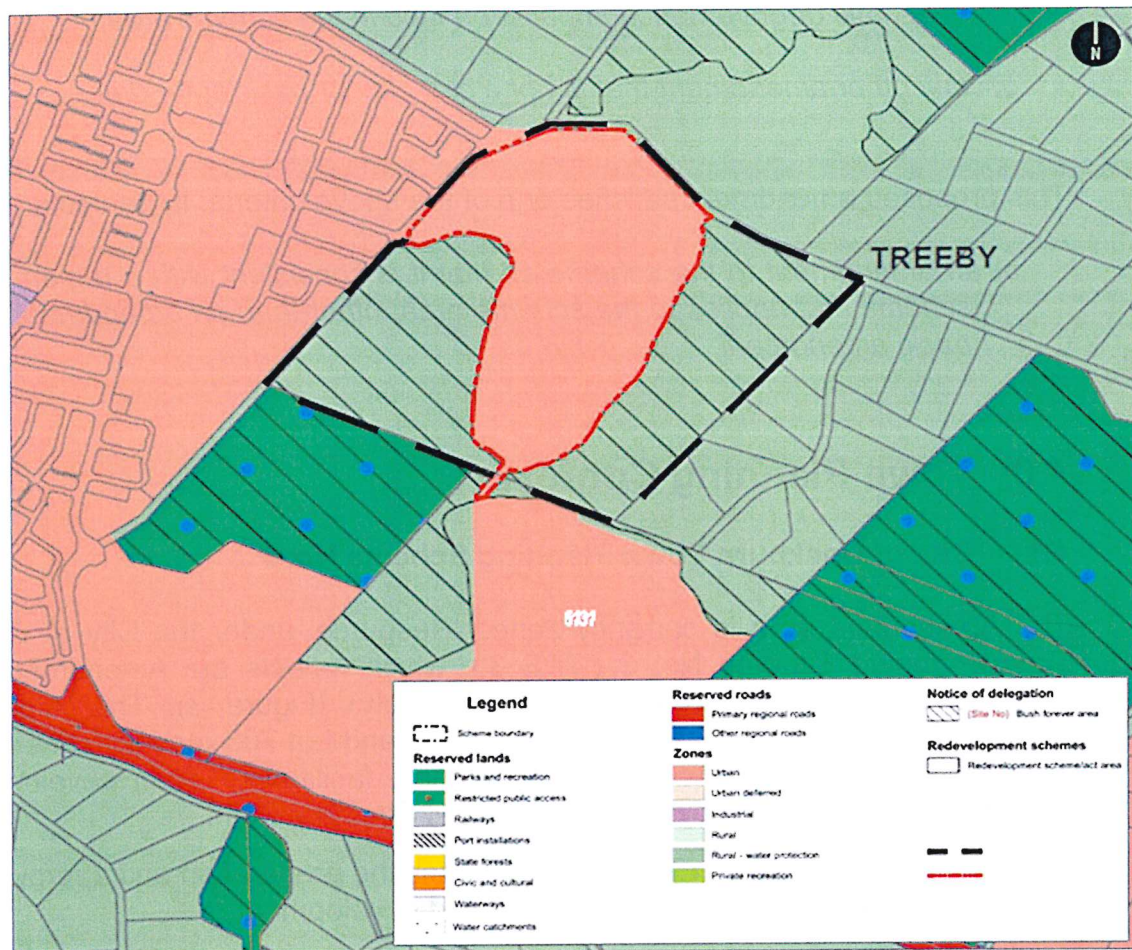 N
TREEBY
Legend
Scheme boundary
Reserved lands
Parks and recreation
Restricted public access
Railways
Port installations
State forests
Civic and cultural
Waterways
Water catchments
Reserved roads
Primary regional roads
Other regional roads
Zones
Urban
Urban deferred
Industrial
Rural
Rural - water protection
Private recreation
Notice of delegation
(Site No) Bush forever area
Redevelopment schemes
Redevelopment scheme/act area